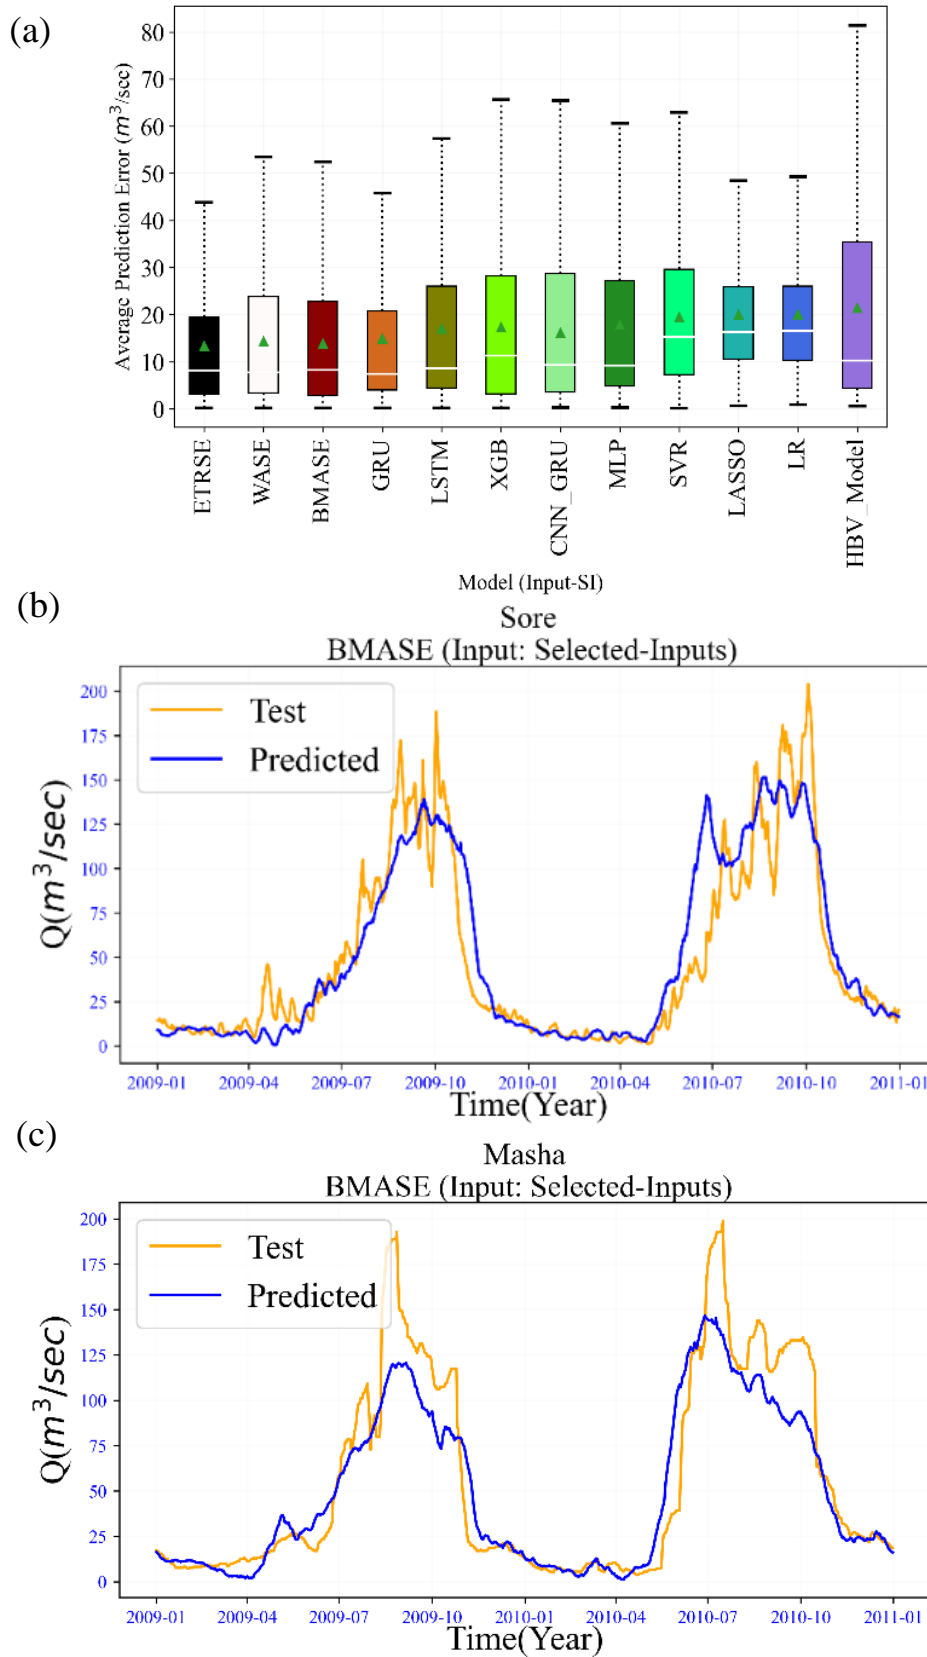 (a)
Average Prediction Error (m³/sec)
80
70
60
50
40
30
20
10
0
ETRSE
WASE
BMASE
GRU
LSTM
XGB
CNN_GRU
MLP
SVR
LASSO
LR
HBV_Model
Model (Input-SI)
(b)
Sore
BMASE (Input: Selected-Inputs)
Test
Predicted
Q(m³/sec)
200
175
150
125
100
75
50
25
0
2009-01 2009-04 2009-07 2009-10 2010-01 2010-04 2010-07 2010-10 2011-01
Time(Year)
(c)
Masha
BMASE (Input: Selected-Inputs)
Test
Predicted
Q(m³/sec)
200
175
150
125
100
75
50
25
0
2009-01 2009-04 2009-07 2009-10 2010-01 2010-04 2010-07 2010-10 2011-01
Time(Year)